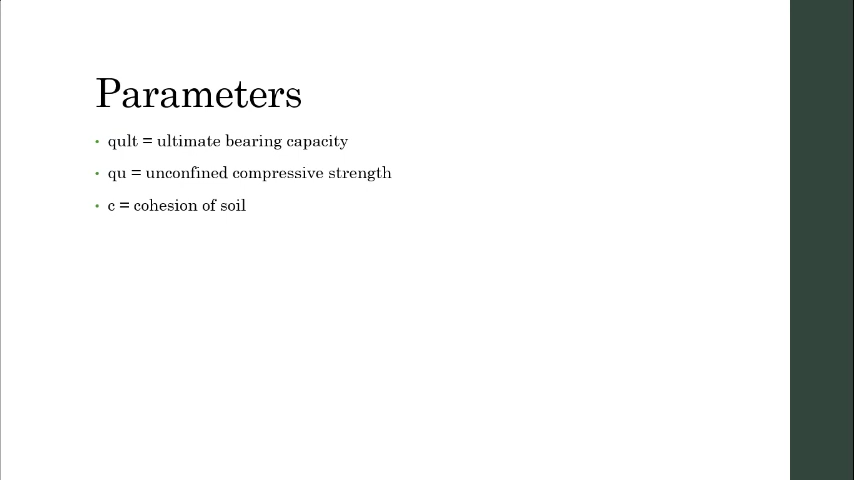 Parameters
• qult = ultimate bearing capacity
• qu = unconfined compressive strength
• c = cohesion of soil